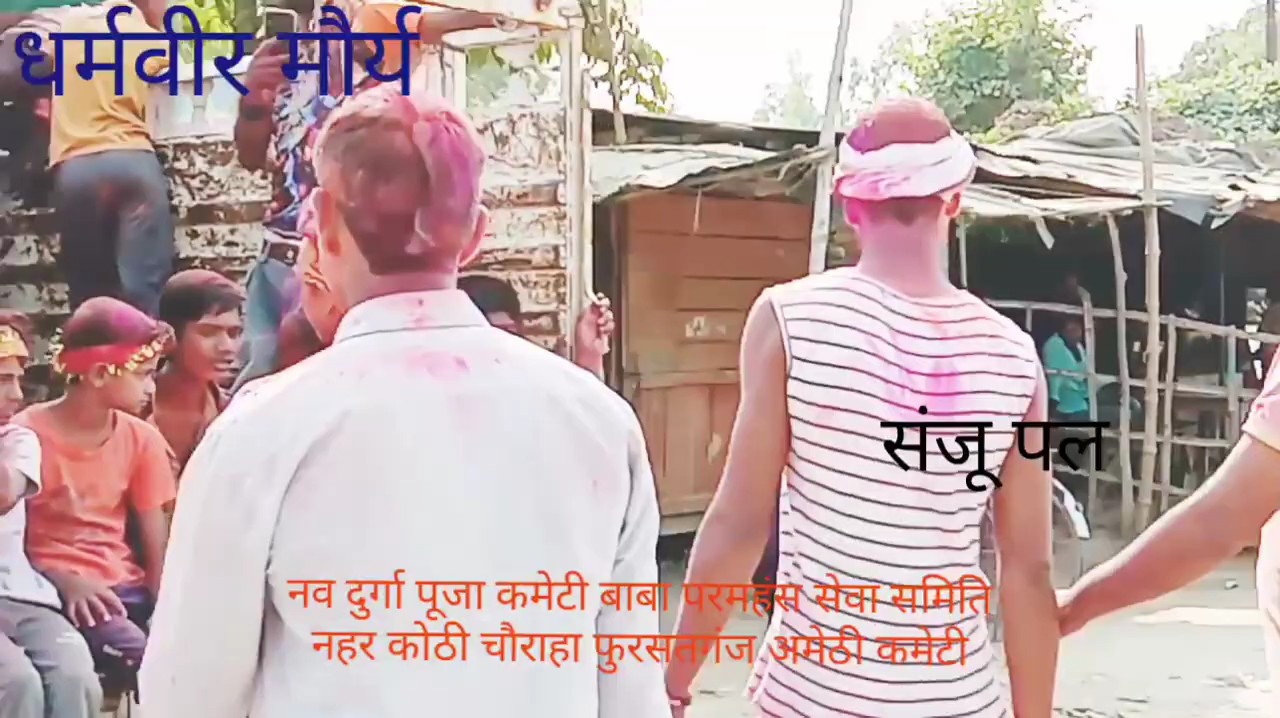 धर्मवीर मौर्य
संजू पल
नव दुर्गा पूजा कमेटी बाबा परमहंस सेवा समिति
नहर कोठी चौराहा फुरसतगंज अमेठी कमेटी